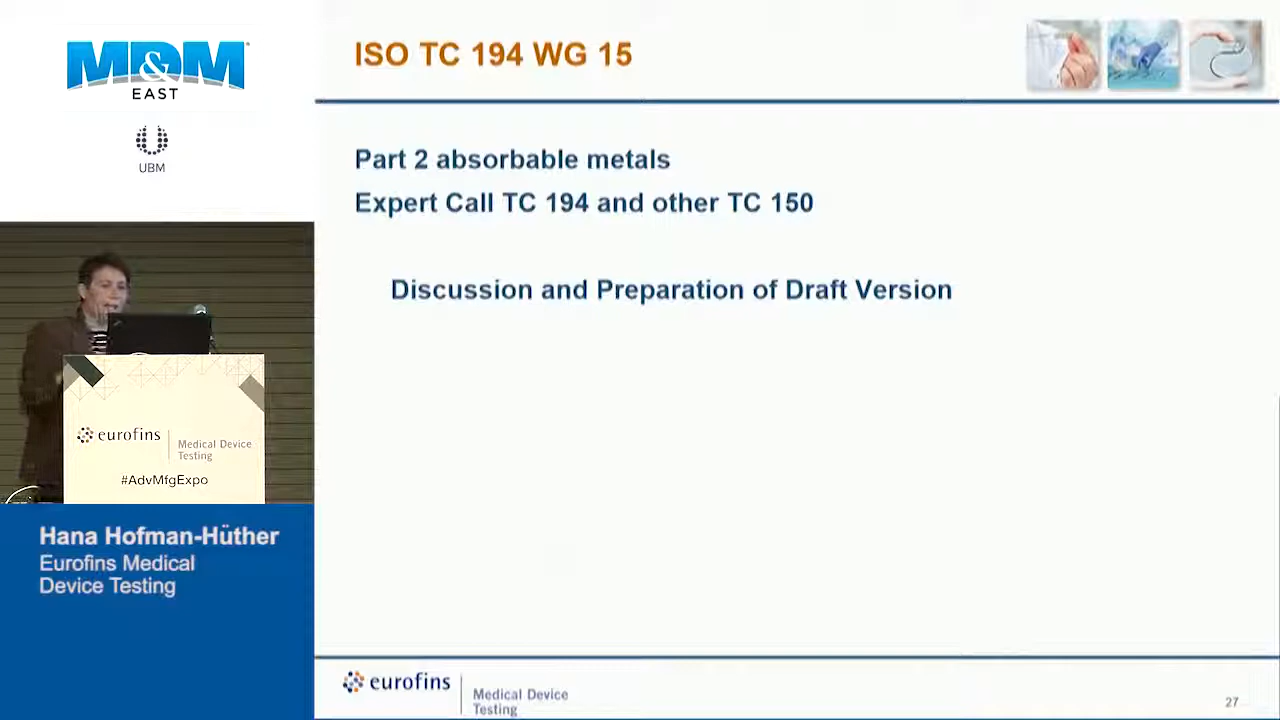 MD&M
EAST
UBM
ISO TC 194 WG 15
Part 2 absorbable metals
Expert Call TC 194 and other TC 150
Discussion and Preparation of Draft Version
eurofins
Medical Device
Testing
#AdvMfgExpo
Hana Hofman-Hüther
Eurofins Medical
Device Testing
eurofins
Medical Device
Testing
27